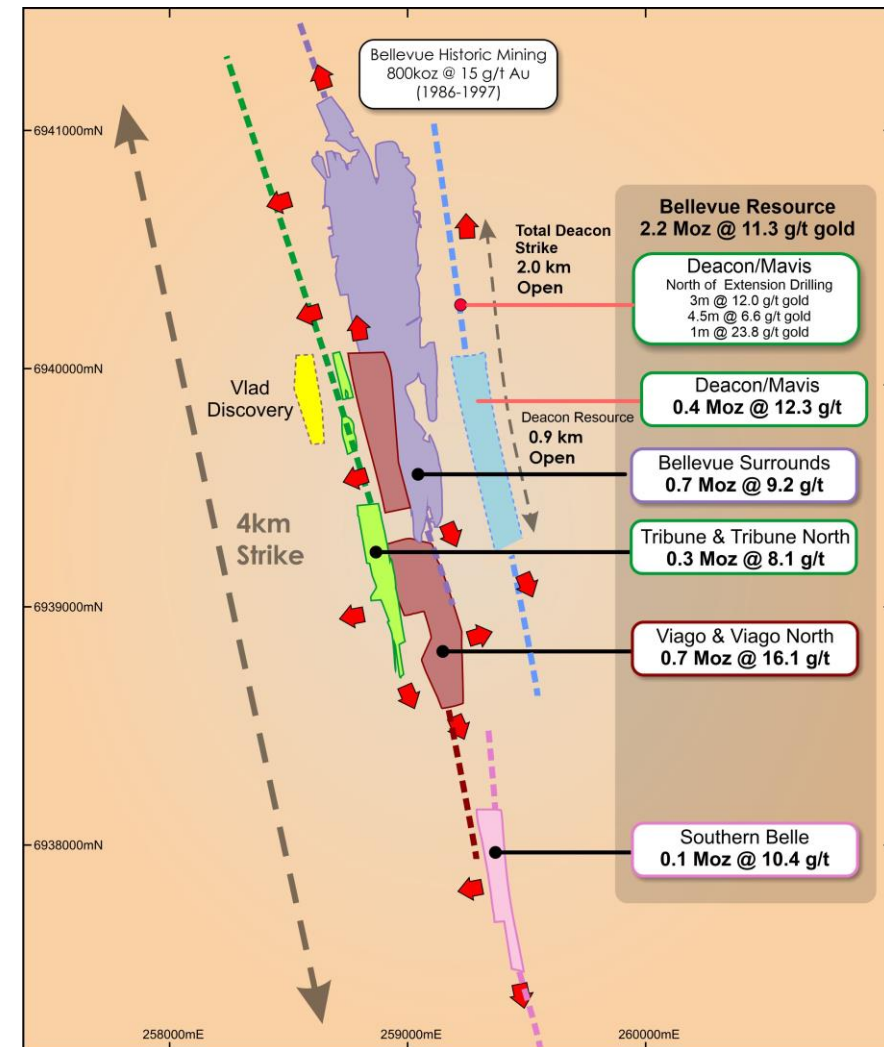 Bellevue Historic Mining
800koz @ 15 g/t Au
(1986-1997)
6941000mN
6940000mN
6939000mN
6938000mN
258000mE
259000mE
260000mE
4km
Strike
Vlad
Discovery
Total Deacon
Strike
2.0 km
Open
Deacon Resource
0.9 km
Open
Bellevue Resource
2.2 Moz @ 11.3 g/t gold
Deacon/Mavis
North of Extension Drilling
3m @ 12.0 g/t gold
4.5m @ 6.6 g/t gold
1m @ 23.8 g/t gold
Deacon/Mavis
0.4 Moz @ 12.3 g/t
Bellevue Surrounds
0.7 Moz @ 9.2 g/t
Tribune & Tribune North
0.3 Moz @ 8.1 g/t
Viago & Viago North
0.7 Moz @ 16.1 g/t
Southern Belle
0.1 Moz @ 10.4 g/t